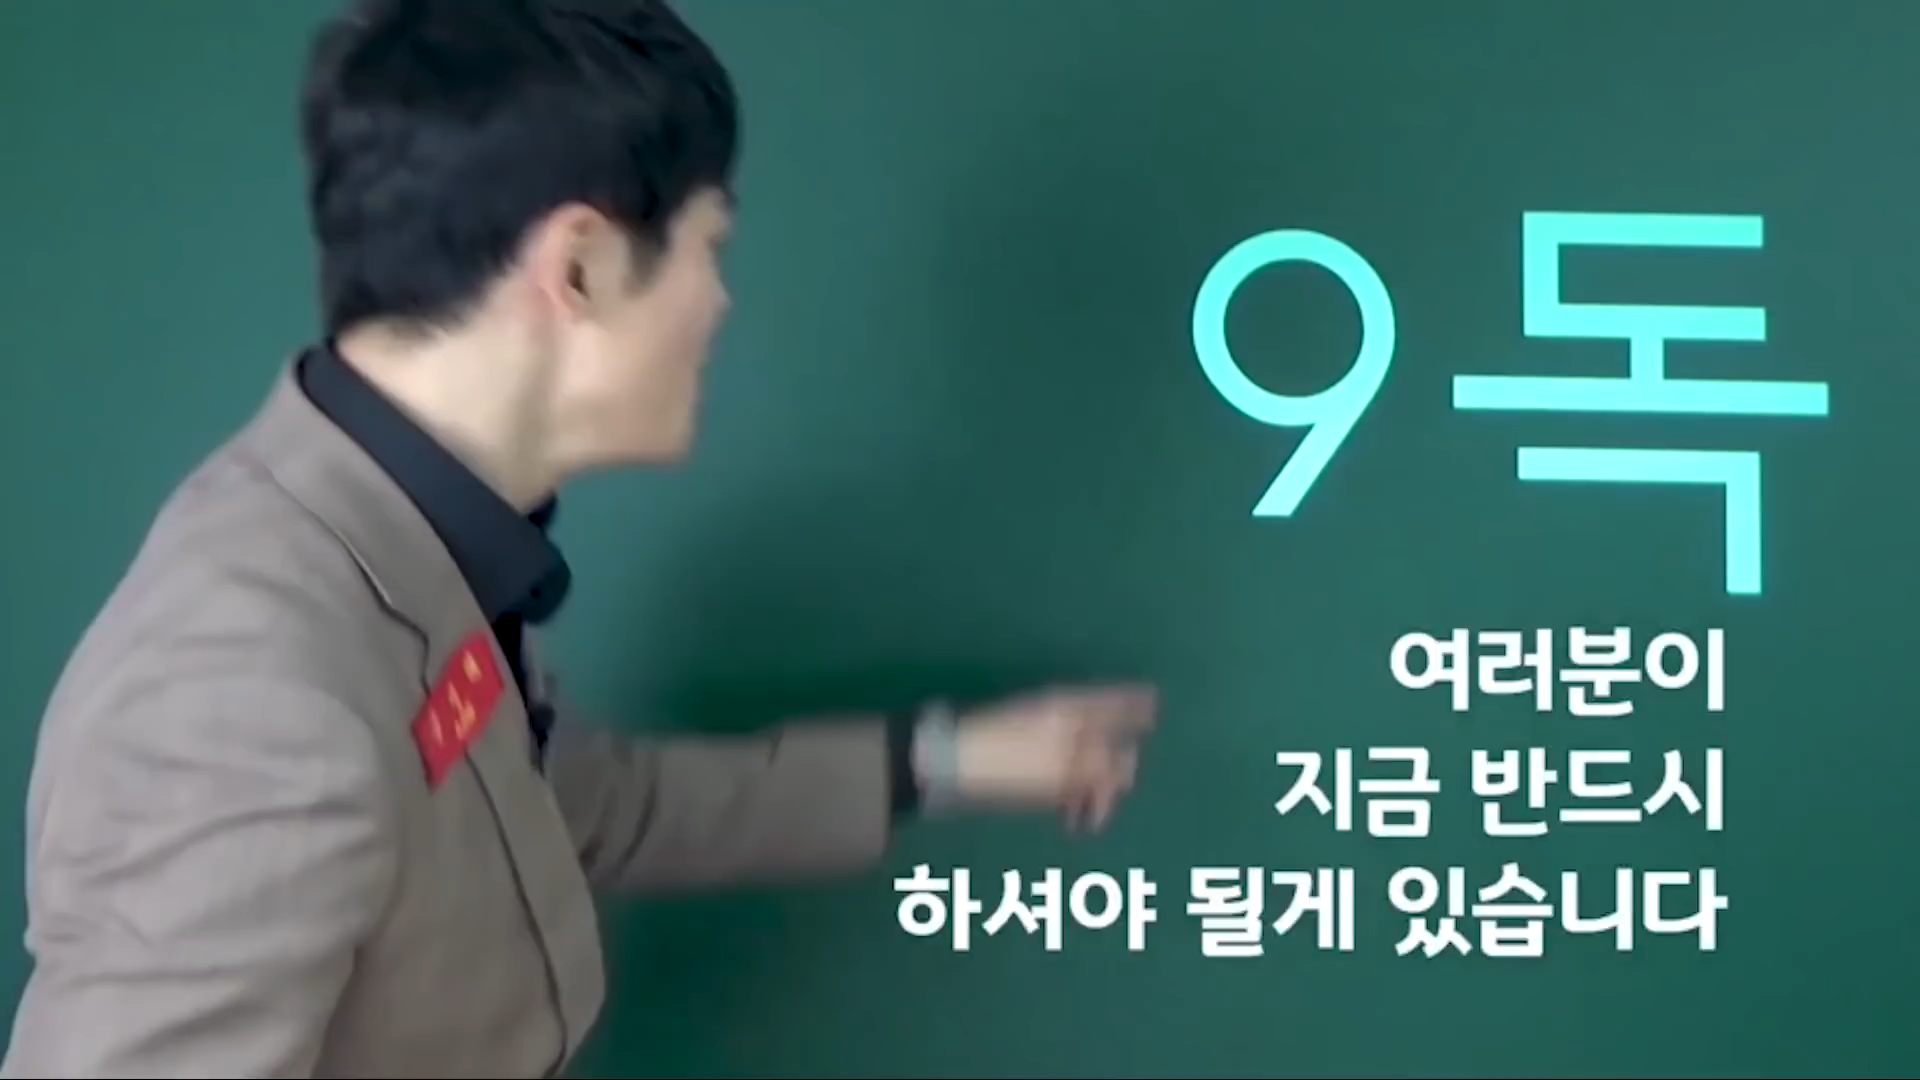 9독
여러분이
지금 반드시
하셔야 될게 있습니다